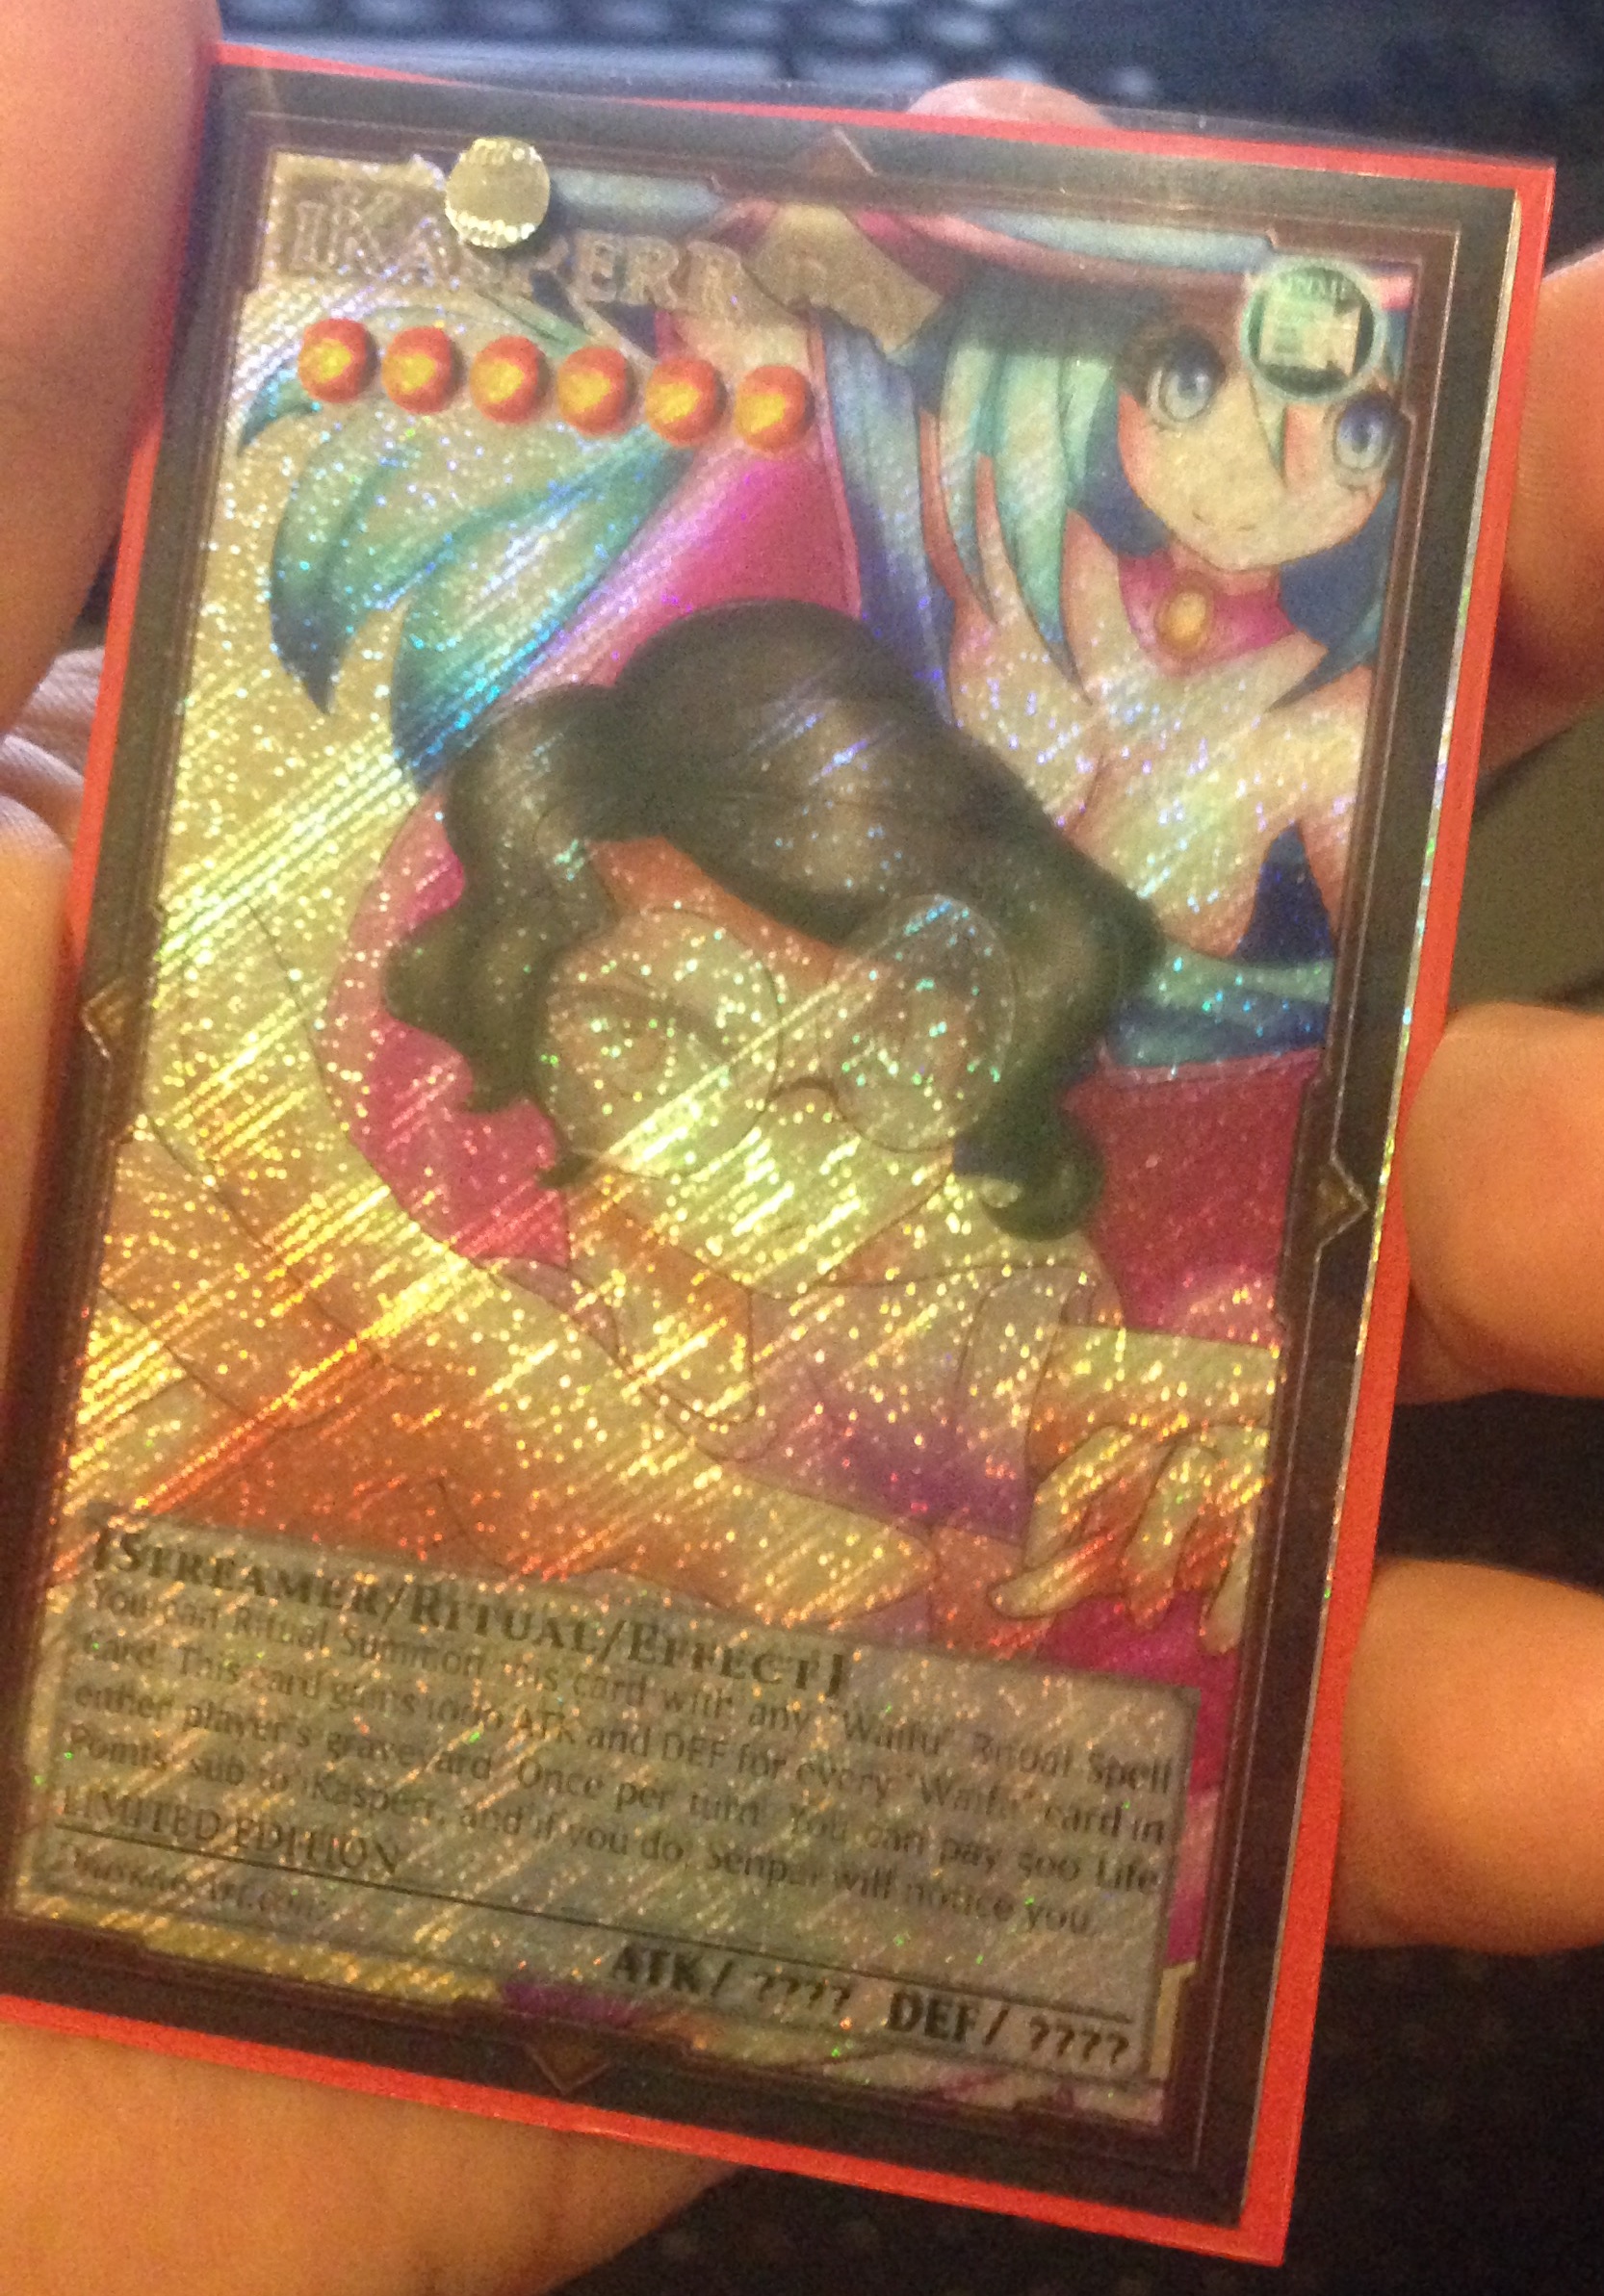 IKASPERR
[STREAMER/RITUAL/EFFECT]
You can Ritual Summon this card with any "Waifu" Ritual Spell
Card. This card gains 1000 ATK and DEF for every "Waifu" card in
either player's graveyard. Once per turn: You can pay 500 Life
Points, sub to iKasperr, and if you do, Senpai will notice you.
LIMITED EDITION
ATK/ ???? DEF/ ????